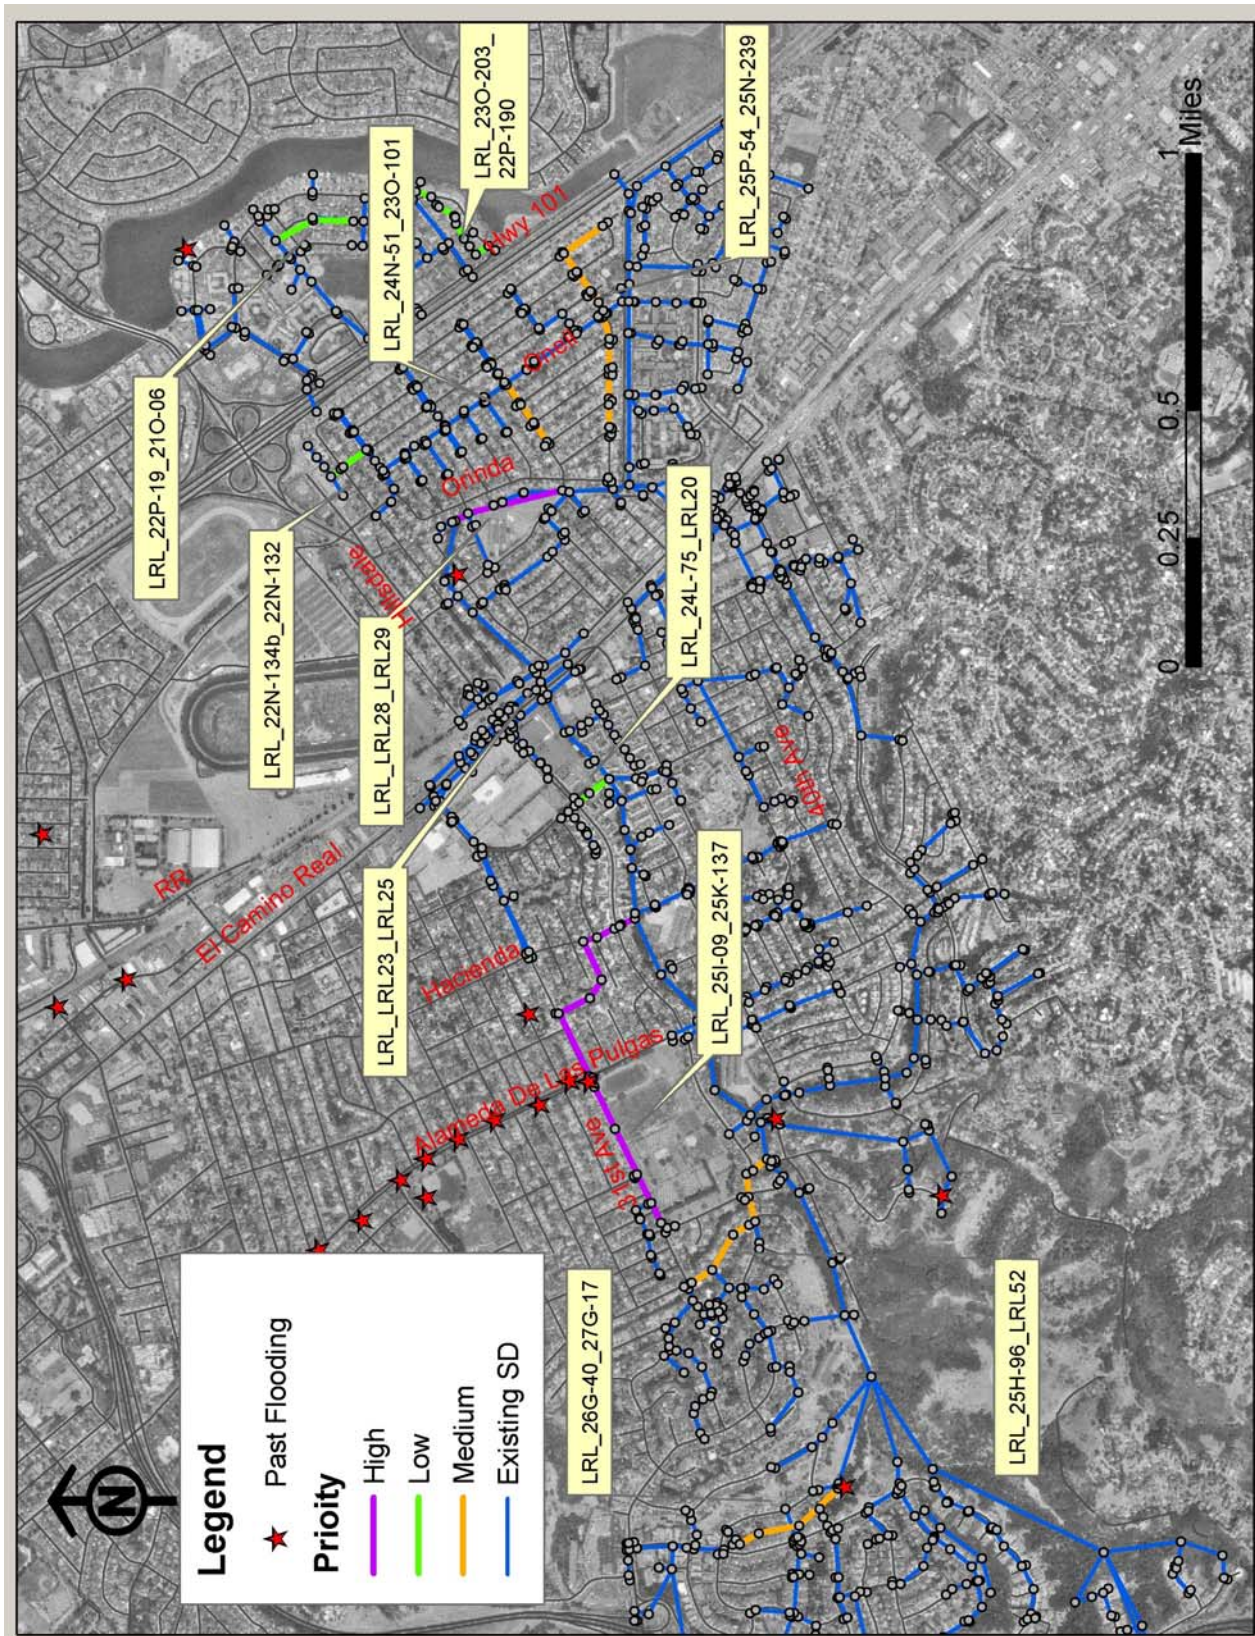 N
Legend
Past Flooding
Prioity
High
Low
Medium
Existing SD
RR
El Camino Real
LRL_22P-19_21O-06
LRL_22N-134b_22N-132
Hillsdale
LRL_LRL28_LRL29
LRL_LRL23_LRL25
LRL_24N-51_23O-101
Hacienda
Alameda De Las Pulgas
Orinda
LRL_23O-203_
22P-190
Hwy 101
31st Ave
LRL_26G-40_27G-17
LRL_24L-75_LRL20
LRL_25I-09_25K-137
LRL_25P-54_25N-239
40th Ave
LRL_25H-96_LRL52
0 0.25 0.5 1
Miles